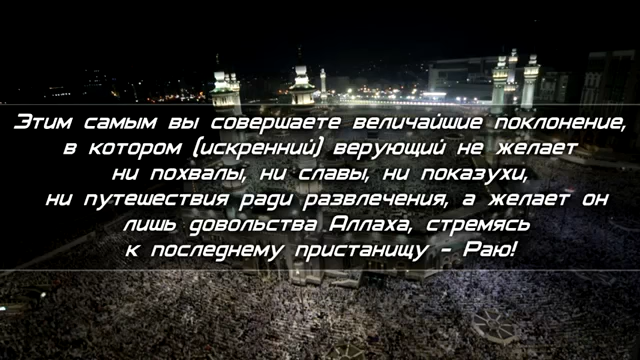 Этим самым вы совершаете величайшие поклонение,
в котором (искренний) верующий не желает
ни похвалы, ни славы, ни показухи,
ни путешествия ради развлечения, а желает он
лишь довольства Аллаха, стремясь
к последнему пристанищу - Раю!